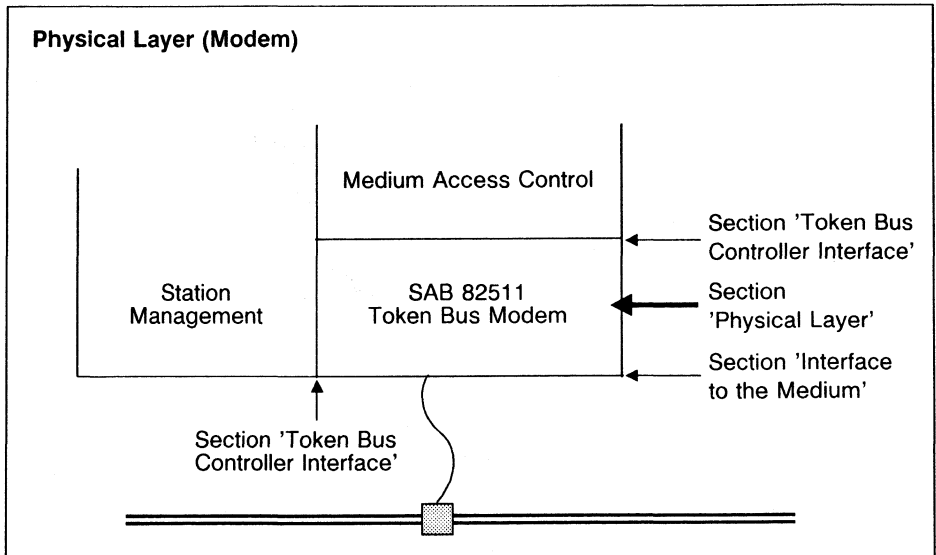 Physical Layer (Modem)
Medium Access Control
Section 'Token Bus
Controller Interface'
Station
Management
SAB 82511
Token Bus Modem
Section
'Physical Layer'
Section 'Interface
to the Medium'
Section 'Token Bus
Controller Interface'